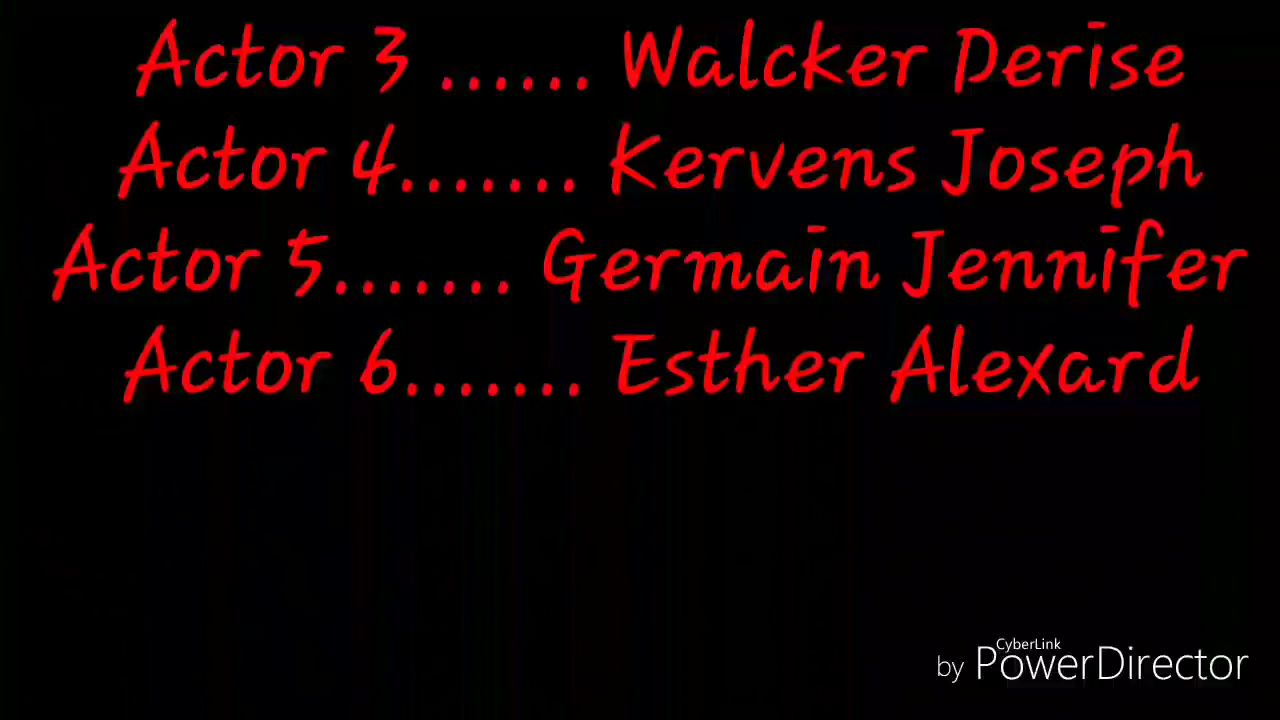 Actor 3 ...... Walcker Derise
Actor 4....... Kervens Joseph
Actor 5....... Germain Jennifer
Actor 6....... Esther Alexard
CyberLink
by PowerDirector